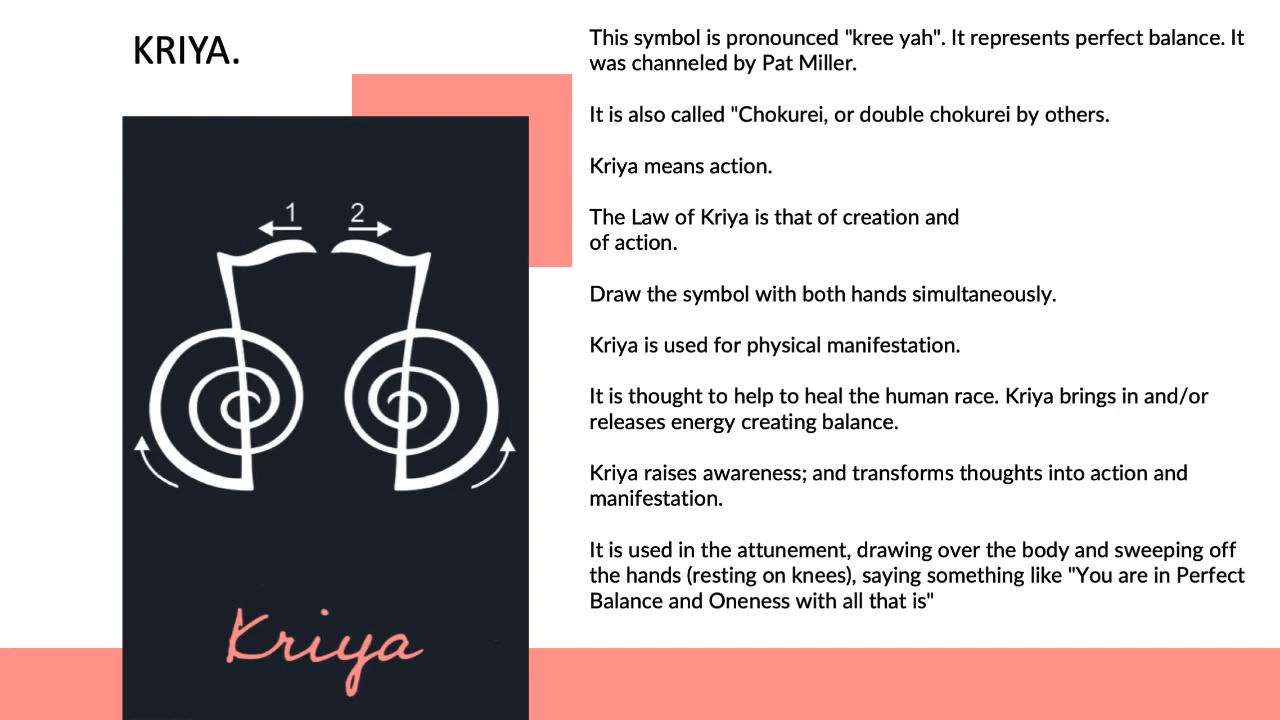 KRIYA.
1 2
Kriya
This symbol is pronounced "kree yah". It represents perfect balance. It
was channeled by Pat Miller.
It is also called "Chokurei, or double chokurei by others.
Kriya means action.
The Law of Kriya is that of creation and
of action.
Draw the symbol with both hands simultaneously.
Kriya is used for physical manifestation.
It is thought to help to heal the human race. Kriya brings in and/or
releases energy creating balance.
Kriya raises awareness; and transforms thoughts into action and
manifestation.
It is used in the attunement, drawing over the body and sweeping off
the hands (resting on knees), saying something like "You are in Perfect
Balance and Oneness with all that is"